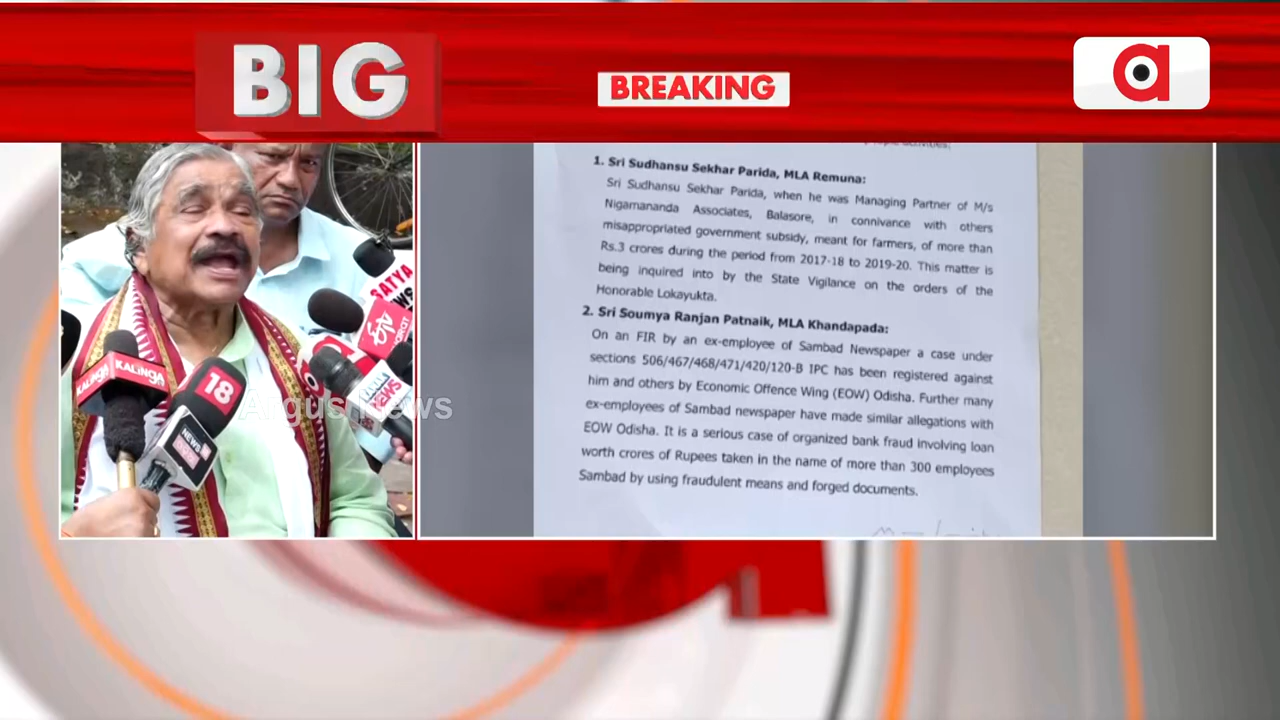 BIG
BREAKING
a
1. Sri Sudhansu Sekhar Parida, MLA Remuna:
Sri Sudhansu Sekhar Parida, when he was Managing Partner of M/s
Nigamananda Associates, Balasore, in connivance with others
misappropriated government subsidy, meant for farmers, of more than
Rs.3 crores during the period from 2017-18 to 2019-20. This matter is
being inquired into by the State Vigilance on the orders of the
Honorable Lokayukta.
2. Sri Soumya Ranjan Patnaik, MLA Khandapada:
On an FIR by an ex-employee of Sambad Newspaper a case under
sections 506/467/468/471/420/120-B IPC has been registered against
him and others by Economic Offence Wing (EOW) Odisha. Further many
ex-employees of Sambad newspaper have made similar allegations with
EOW Odisha. It is a serious case of organized bank fraud involving loan
worth crores of Rupees taken in the name of more than 300 employees
Sambad by using fraudulent means and forged documents.
SATYA
KALINGA
KALINGA
18
NEWS
NEWS
Argus News